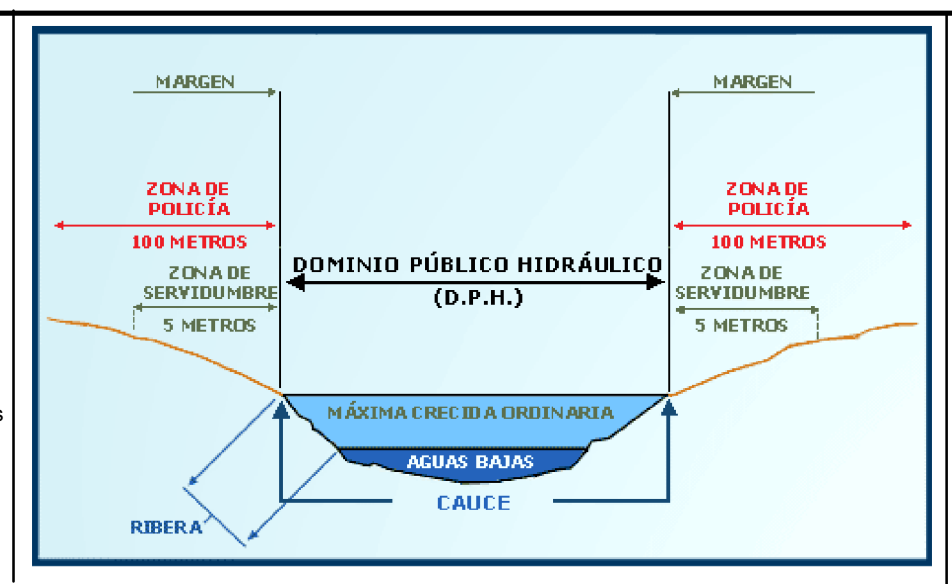 MARGEN
MARGEN
ZONA DE
POLICÍA
100 METROS
ZONA DE
POLICÍA
100 METROS
DOMINIO PÚBLICO HIDRÁULICO
(D.P.H.)
ZONA DE
SERVIDUMBRE
5 METROS
ZONA DE
SERVIDUMBRE
5 METROS
MÁXIMA CRECIDA ORDINARIA
AGUAS BAJAS
CAUCE
RIBERA
s